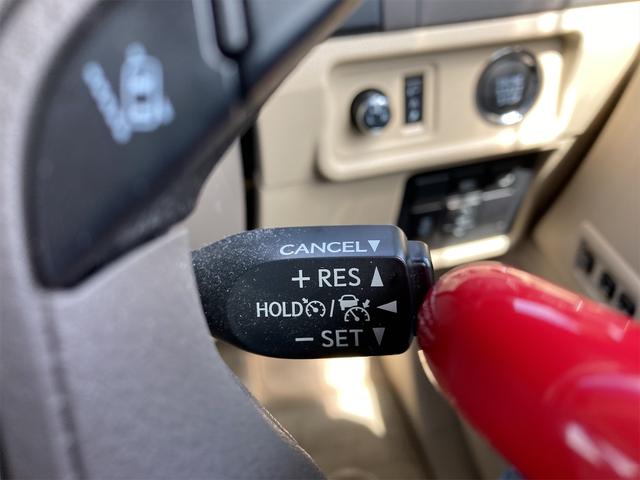 CANCEL▼
+ RES ▲
HOLD / ◀
− SET ▼